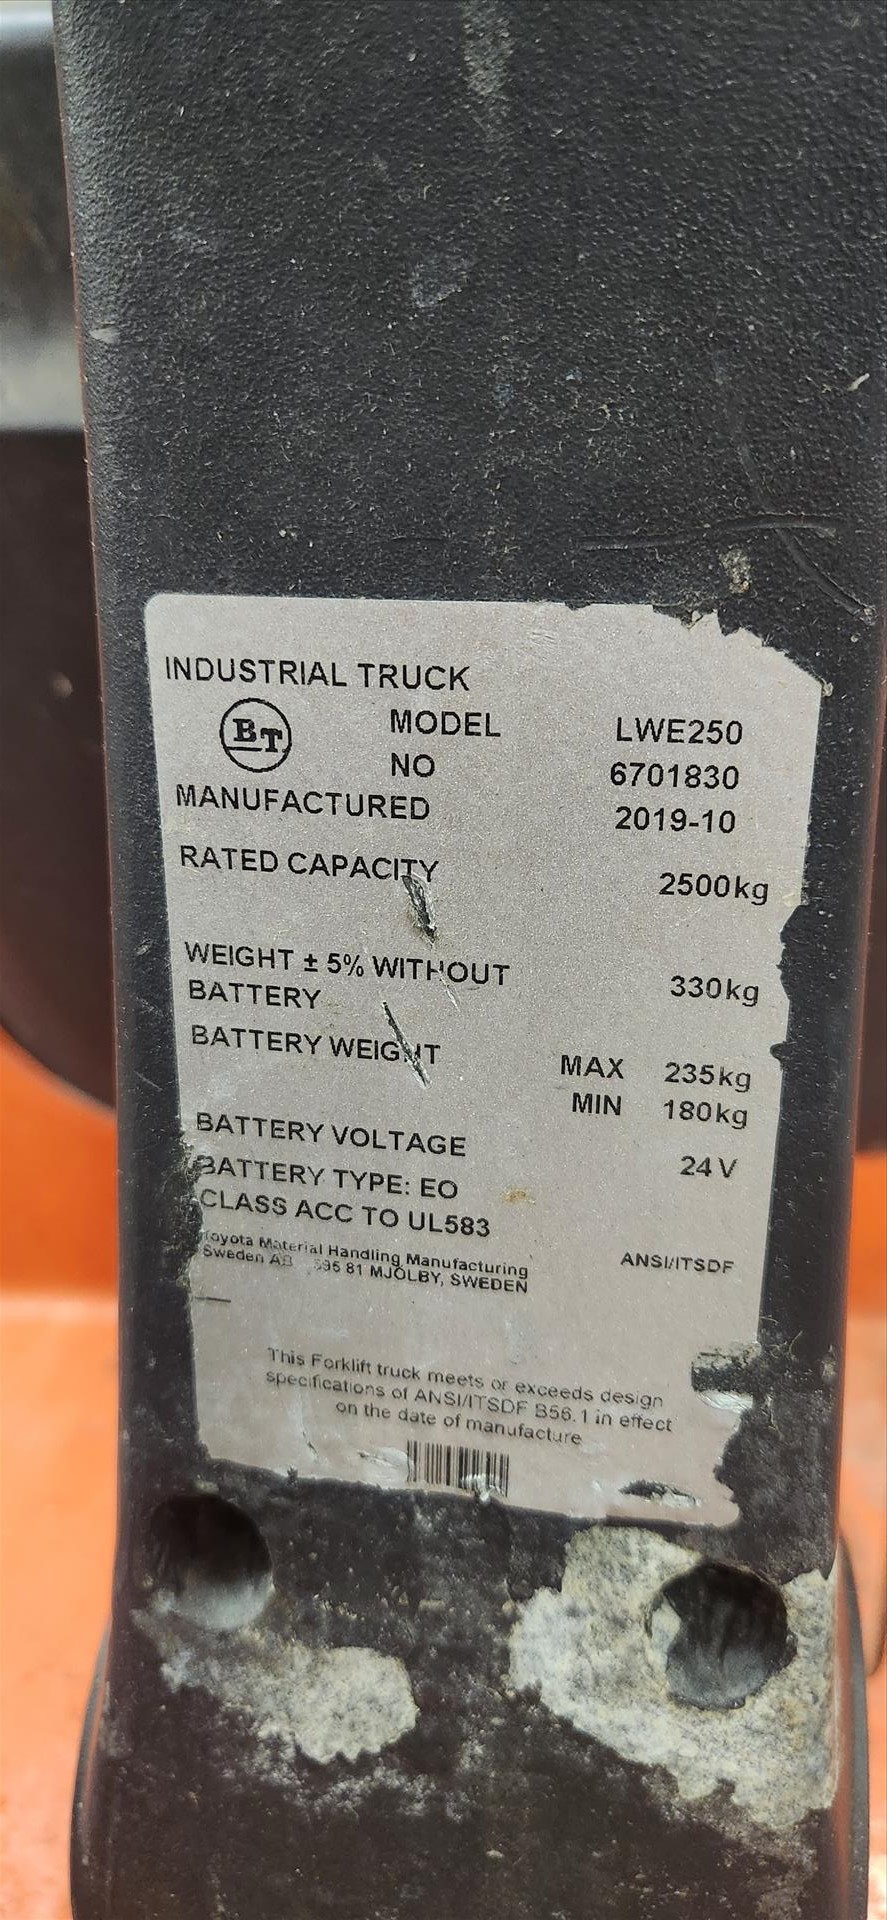 INDUSTRIAL TRUCK
BT MODEL LWE250
NO 6701830
MANUFACTURED 2019-10
RATED CAPACITY 2500kg
WEIGHT ± 5% WITHOUT
BATTERY 330kg
BATTERY WEIGHT MAX 235kg
MIN 180kg
BATTERY VOLTAGE 24V
BATTERY TYPE: EO
CLASS ACC TO UL583
Toyota Material Handling Manufacturing ANSI/ITSDF
Sweden AB 595 81 MJÖLBY, SWEDEN
This Forklift truck meets or exceeds design
specifications of ANSI/ITSDF B56.1 in effect
on the date of manufacture